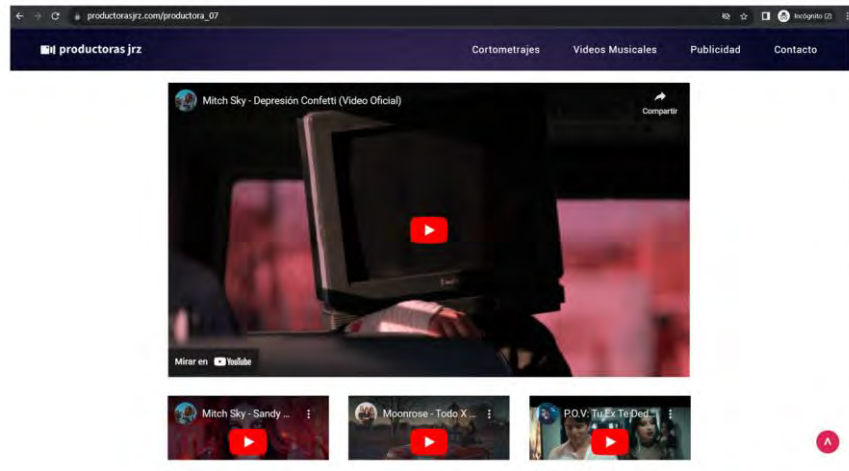 productorasjrz.com/productora_07
Incógnito (2)
productoras jrz
Cortometrajes
Videos Musicales
Publicidad
Contacto
Mitch Sky - Depresión Confetti (Video Oficial)
Compartir
Mirar en YouTube
Mitch Sky - Sandy ...
Moonrose - Todo X ...
P.O.V: Tu Ex Te Ded...